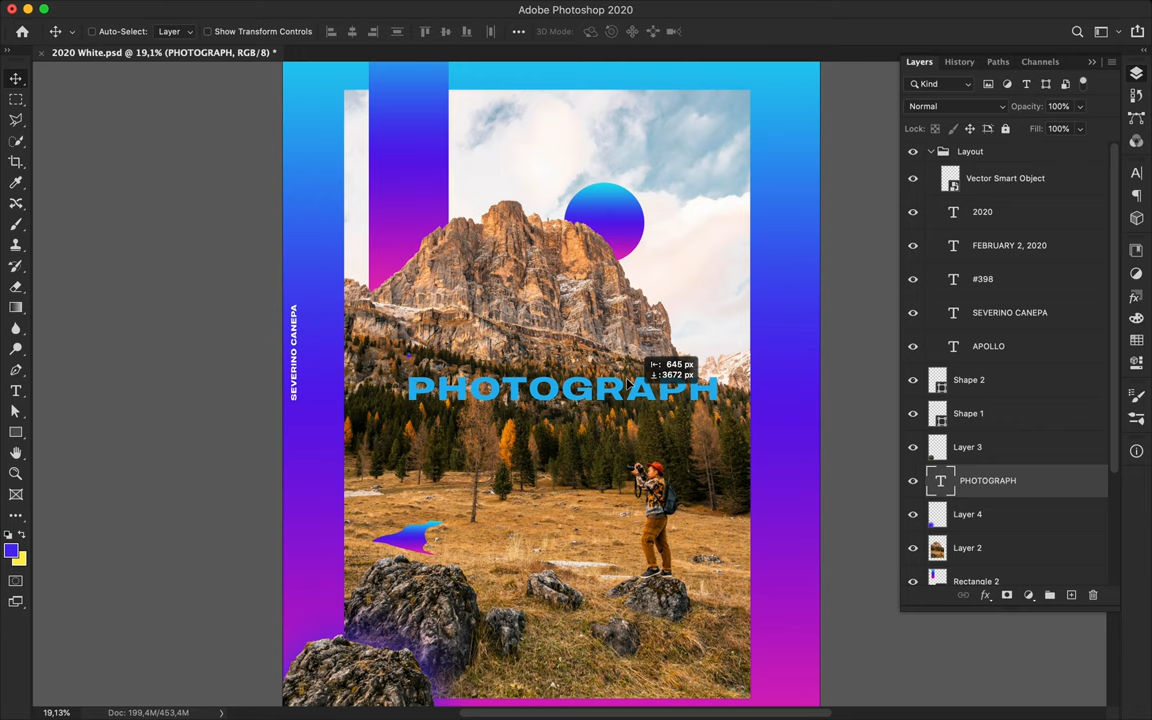 Adobe Photoshop 2020
Auto-Select:
Layer
Show Transform Controls
3D Mode:
2020 White.psd @ 19,1% (PHOTOGRAPH, RGB/8) *
Layers
History
Paths
Channels
Kind
Normal
Opacity:
100%
Lock:
Fill:
100%
Layout
Vector Smart Object
2020
FEBRUARY 2, 2020
#398
SEVERINO CANEPA
APOLLO
Shape 2
Shape 1
Layer 3
PHOTOGRAPH
Layer 4
Layer 2
Rectangle 2
SEVERINO CANEPA
PHOTOGRAPH
645 px
3672 px
19,13%
Doc: 199,4M/453,4M